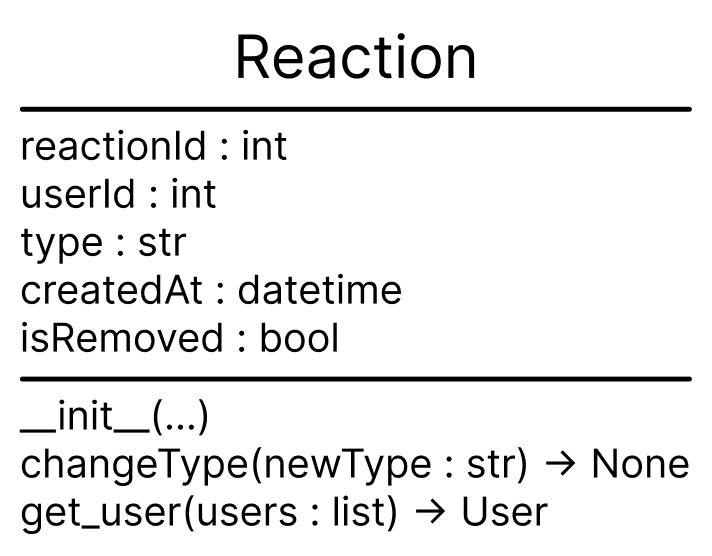 Reaction
reactionId : int
userId : int
type : str
createdAt : datetime
isRemoved : bool
__init__(...)
changeType(newType : str) → None
get_user(users : list) → User